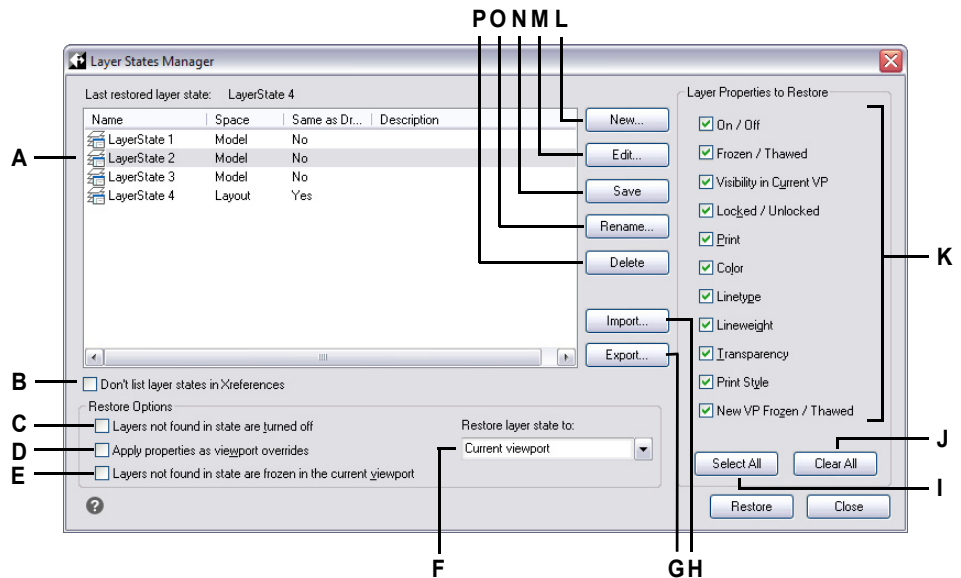 P O N M L
Layer States Manager
Last restored layer state: LayerState 4
Name Space Same as Dr... Description
LayerState 1 Model No
LayerState 2 Model No
LayerState 3 Model No
LayerState 4 Layout Yes
A
New...
Edit...
Save
Rename...
Delete
Import...
Export...
Layer Properties to Restore
On / Off
Frozen / Thawed
Visibility in Current VP
Locked / Unlocked
Print
Color
Linetype
Lineweight
Transparency
Print Style
New VP Frozen / Thawed
K
B Don't list layer states in Xreferences
Restore Options
C Layers not found in state are turned off
D Apply properties as viewport overrides
E Layers not found in state are frozen in the current viewport
Restore layer state to:
Current viewport
Select All Clear All
J
I
Restore Close
?
F G H